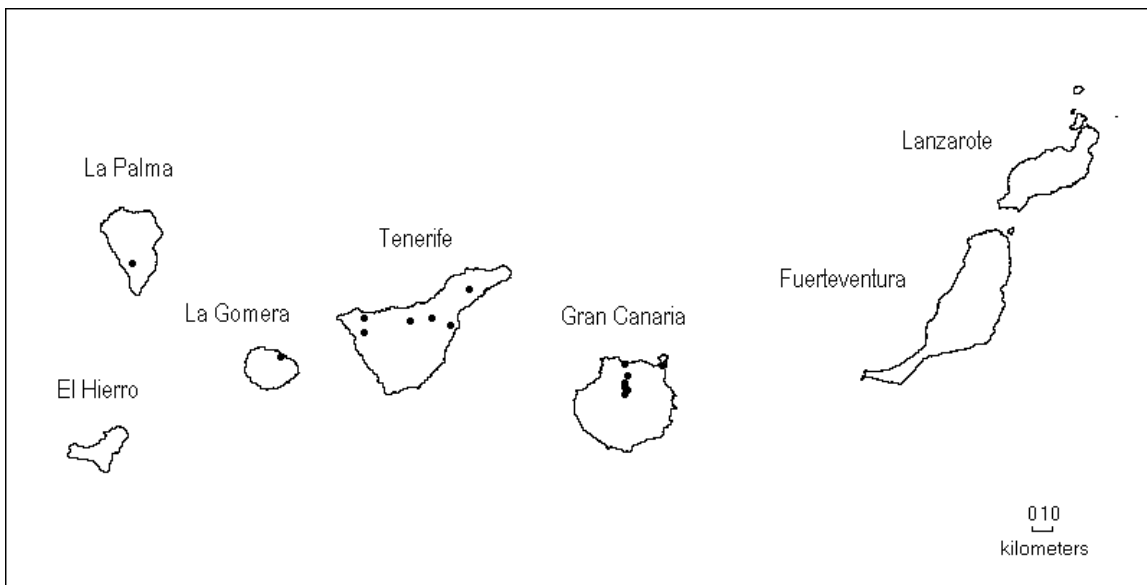 Lanzarote
La Palma
Tenerife
Fuerteventura
La Gomera
Gran Canaria
El Hierro
0 10
kilometers